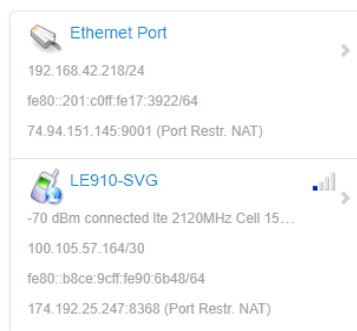 Ethernet Port
192.168.42.218/24
fe80::201:c0ff:fe17:3922/64
74.94.151.145:9001 (Port Restr. NAT)
LE910-SVG
-70 dBm connected lte 2120MHz Cell 15...
100.105.57.164/30
fe80::b8ce:9cff:fe90:6b48/64
174.192.25.247:8368 (Port Restr. NAT)